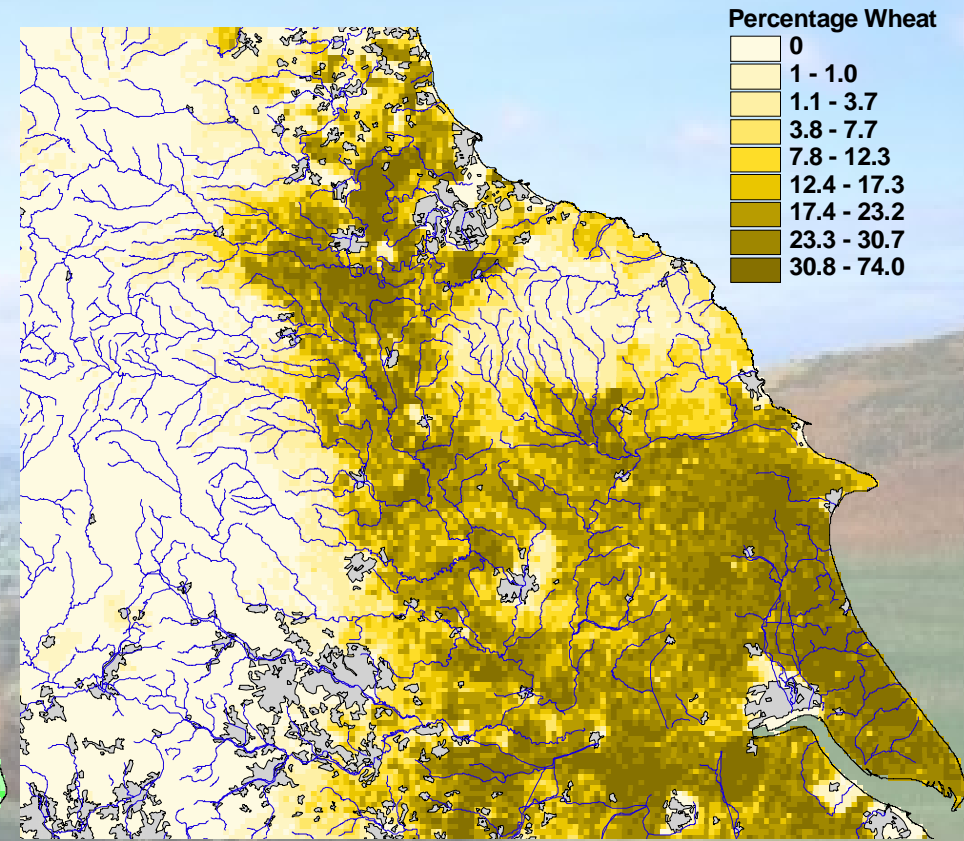 Percentage Wheat
0
1 - 1.0
1.1 - 3.7
3.8 - 7.7
7.8 - 12.3
12.4 - 17.3
17.4 - 23.2
23.3 - 30.7
30.8 - 74.0